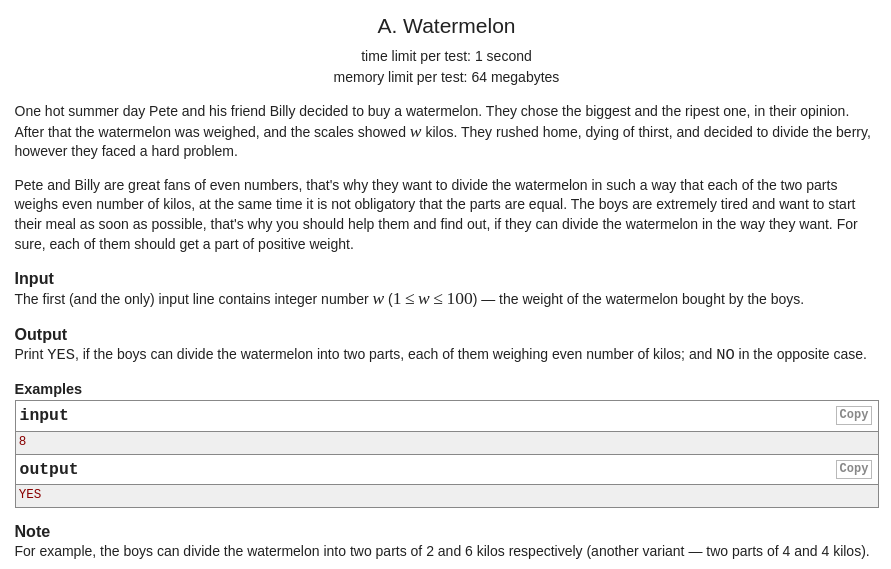 A. Watermelon
time limit per test: 1 second
memory limit per test: 64 megabytes
One hot summer day Pete and his friend Billy decided to buy a watermelon. They chose the biggest and the ripest one, in their opinion.
After that the watermelon was weighed, and the scales showed w kilos. They rushed home, dying of thirst, and decided to divide the berry,
however they faced a hard problem.
Pete and Billy are great fans of even numbers, that's why they want to divide the watermelon in such a way that each of the two parts
weighs even number of kilos, at the same time it is not obligatory that the parts are equal. The boys are extremely tired and want to start
their meal as soon as possible, that's why you should help them and find out, if they can divide the watermelon in the way they want. For
sure, each of them should get a part of positive weight.
Input
The first (and the only) input line contains integer number w (1 ≤ w ≤ 100) — the weight of the watermelon bought by the boys.
Output
Print YES, if the boys can divide the watermelon into two parts, each of them weighing even number of kilos; and NO in the opposite case.
Examples
input Copy
8
output Copy
YES
Note
For example, the boys can divide the watermelon into two parts of 2 and 6 kilos respectively (another variant — two parts of 4 and 4 kilos).